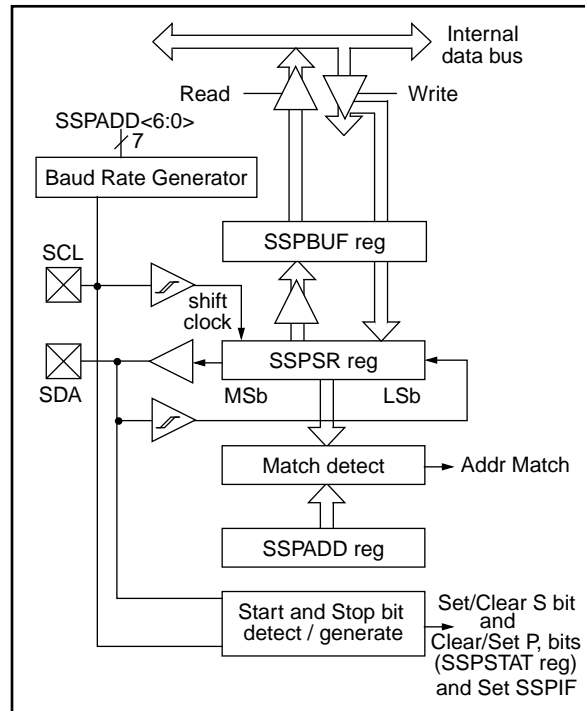 Internal
data bus
Read
Write
SSPADD<6:0>
7
Baud Rate Generator
SSPBUF reg
SCL
shift
clock
SSPSR reg
SDA
MSb
LSb
Match detect
Addr Match
SSPADD reg
Start and Stop bit
detect / generate
Set/Clear S bit
and
Clear/Set P, bits
(SSPSTAT reg)
and Set SSPIF